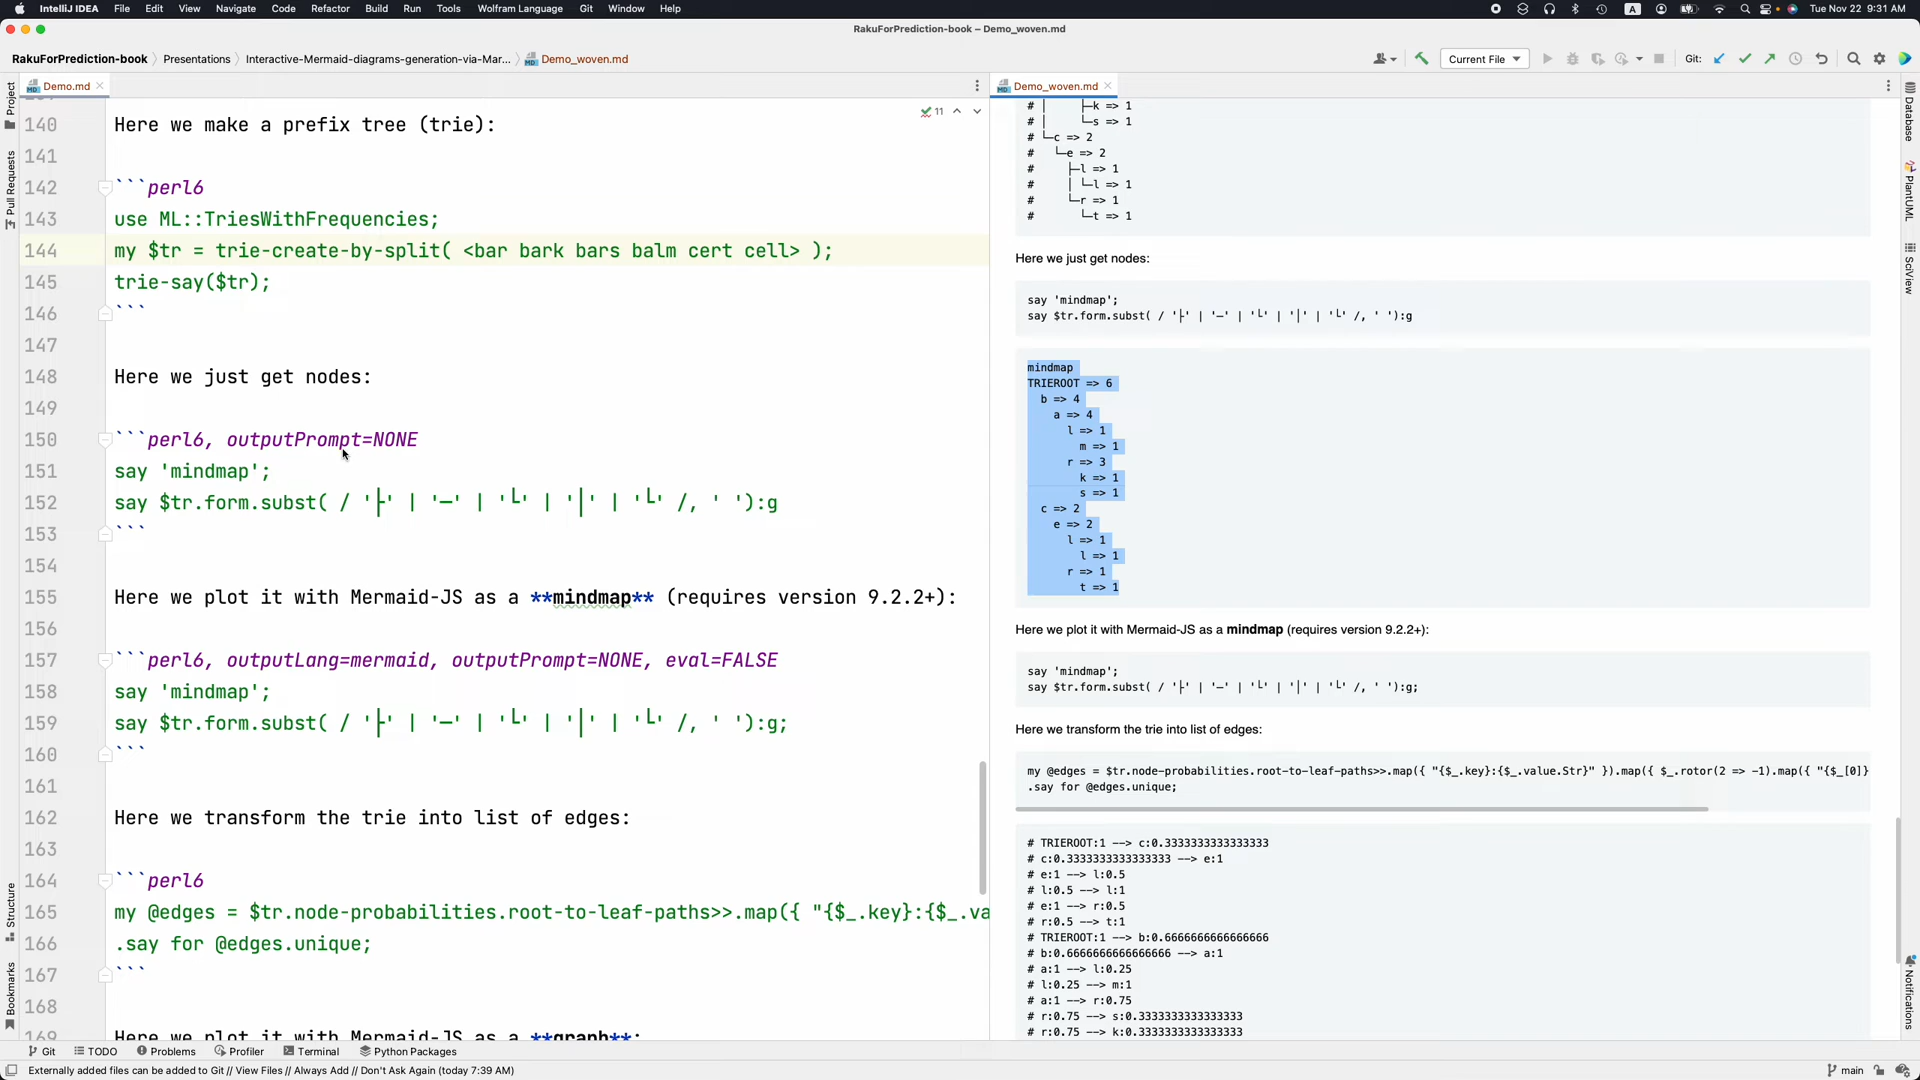 IntelliJ IDEA File Edit View Navigate Code Refactor Build Run Tools Wolfram Language Git Window Help
A
Tue Nov 22 9:31 AM
RakuForPrediction-book – Demo_woven.md
RakuForPrediction-book Presentations Interactive-Mermaid-diagrams-generation-via-Mar... Demo_woven.md
Current File Git:
Demo.md
Demo_woven.md
Project
Pull Requests
Structure
Bookmarks
11
140 Here we make a prefix tree (trie):
141
142 ```perl6
143 use ML::TriesWithFrequencies;
144 my $tr = trie-create-by-split( <bar bark bars balm cert cell> );
145 trie-say($tr);
146 ```
147
148 Here we just get nodes:
149
150 ```perl6, outputPrompt=NONE
151 say 'mindmap';
152 say $tr.form.subst( / '├' | '─' | '└' | '│' | '└' /, ' '):g
153 ```
154
155 Here we plot it with Mermaid-JS as a **mindmap** (requires version 9.2.2+):
156
157 ```perl6, outputLang=mermaid, outputPrompt=NONE, eval=FALSE
158 say 'mindmap';
159 say $tr.form.subst( / '├' | '─' | '└' | '│' | '└' /, ' '):g;
160 ```
161
162 Here we transform the trie into list of edges:
163
164 ```perl6
165 my @edges = $tr.node-probabilities.root-to-leaf-paths>>.map({ "{$_.key}:{$_.va
166 .say for @edges.unique;
167 ```
168
169 Here we plot it with Mermaid-JS as a **graph**:
# │     ├─k => 1
# │     └─s => 1
# └─c => 2
#   └─e => 2
#     ├─l => 1
#     │ └─l => 1
#     └─r => 1
#       └─t => 1
Here we just get nodes:
say 'mindmap';
say $tr.form.subst( / '├' | '─' | '└' | '│' | '└' /, ' '):g
mindmap
TRIEROOT => 6
  b => 4
    a => 4
      l => 1
        m => 1
      r => 3
        k => 1
        s => 1
  c => 2
    e => 2
      l => 1
        l => 1
      r => 1
        t => 1
Here we plot it with Mermaid-JS as a mindmap (requires version 9.2.2+):
say 'mindmap';
say $tr.form.subst( / '├' | '─' | '└' | '│' | '└' /, ' '):g;
Here we transform the trie into list of edges:
my @edges = $tr.node-probabilities.root-to-leaf-paths>>.map({ "{$_.key}:{$_.value.Str}" }).map({ $_.rotor(2 => -1).map({ "{$_[0]}
.say for @edges.unique;
# TRIEROOT:1 --> c:0.3333333333333333
# c:0.3333333333333333 --> e:1
# e:1 --> l:0.5
# l:0.5 --> l:1
# e:1 --> r:0.5
# r:0.5 --> t:1
# TRIEROOT:1 --> b:0.6666666666666666
# b:0.6666666666666666 --> a:1
# a:1 --> l:0.25
# l:0.25 --> m:1
# a:1 --> r:0.75
# r:0.75 --> s:0.3333333333333333
# r:0.75 --> k:0.3333333333333333
Database
PlantUML
SciView
Notifications
Git TODO Problems Profiler Terminal Python Packages
Externally added files can be added to Git // View Files // Always Add // Don't Ask Again (today 7:39 AM)
main